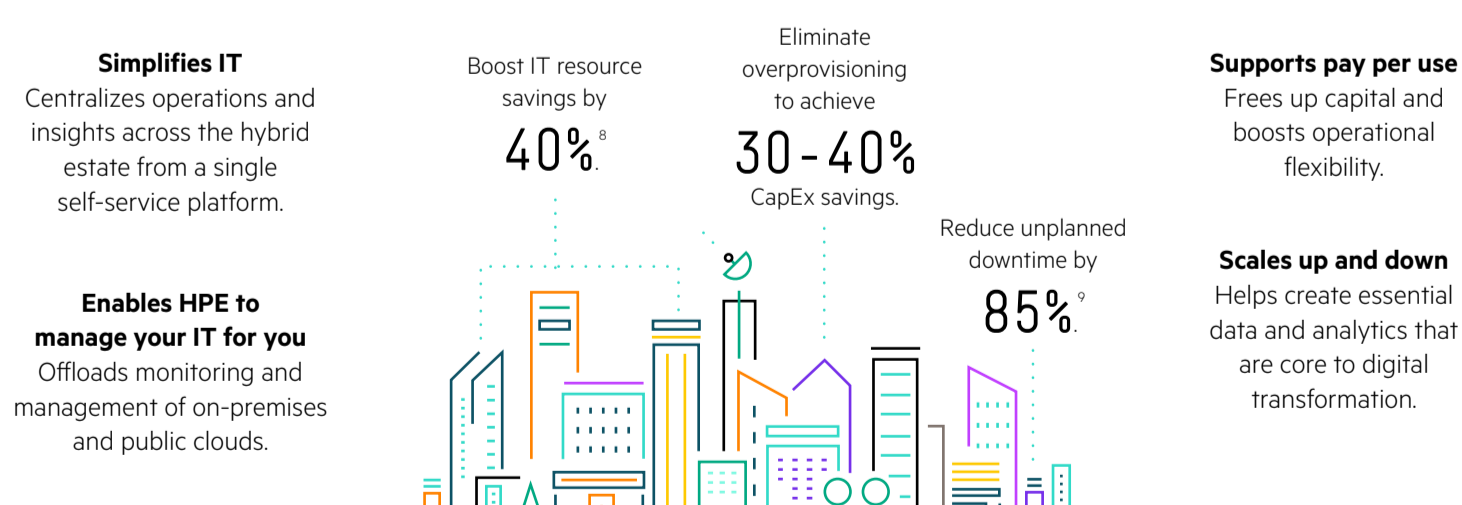 Simplifies IT
Centralizes operations and
insights across the hybrid
estate from a single
self-service platform.
Enables HPE to
manage your IT for you
Offloads monitoring and
management of on-premises
and public clouds.
Boost IT resource
savings by
40%.⁸
Eliminate
overprovisioning
to achieve
30-40%
CapEx savings.
Reduce unplanned
downtime by
85%.⁹
Supports pay per use
Frees up capital and
boosts operational
flexibility.
Scales up and down
Helps create essential
data and analytics that
are core to digital
transformation.